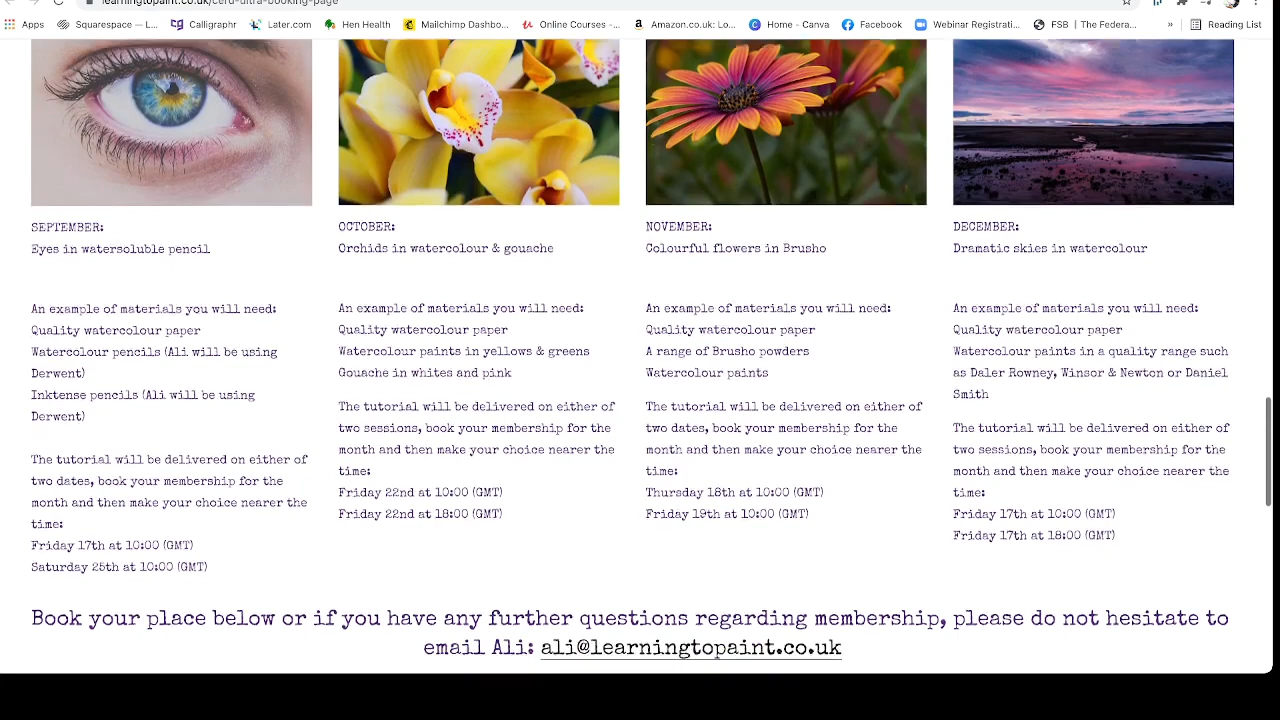 learningtopaint.co.uk/cerd-ultra-booking-page
Apps
Squarespace — L...
Calligraphr
Later.com
Hen Health
Mailchimp Dashbo...
Online Courses -...
Amazon.co.uk: Lo...
Home - Canva
Facebook
Webinar Registrati...
FSB | The Federa...
»
Reading List
SEPTEMBER:
Eyes in watersoluble pencil
An example of materials you will need:
Quality watercolour paper
Watercolour pencils (Ali will be using
Derwent)
Inktense pencils (Ali will be using
Derwent)
The tutorial will be delivered on either of
two dates, book your membership for the
month and then make your choice nearer the
time:
Friday 17th at 10:00 (GMT)
Saturday 25th at 10:00 (GMT)
OCTOBER:
Orchids in watercolour & gouache
An example of materials you will need:
Quality watercolour paper
Watercolour paints in yellows & greens
Gouache in whites and pink
The tutorial will be delivered on either of
two sessions, book your membership for the
month and then make your choice nearer the
time:
Friday 22nd at 10:00 (GMT)
Friday 22nd at 18:00 (GMT)
NOVEMBER:
Colourful flowers in Brusho
An example of materials you will need:
Quality watercolour paper
A range of Brusho powders
Watercolour paints
The tutorial will be delivered on either of
two dates, book your membership for the
month and then make your choice nearer the
time:
Thursday 18th at 10:00 (GMT)
Friday 19th at 10:00 (GMT)
DECEMBER:
Dramatic skies in watercolour
An example of materials you will need:
Quality watercolour paper
Watercolour paints in a quality range such
as Daler Rowney, Winsor & Newton or Daniel
Smith
The tutorial will be delivered on either of
two sessions, book your membership for the
month and then make your choice nearer the
time:
Friday 17th at 10:00 (GMT)
Friday 17th at 18:00 (GMT)
Book your place below or if you have any further questions regarding membership, please do not hesitate to
email Ali: ali@learningtopaint.co.uk